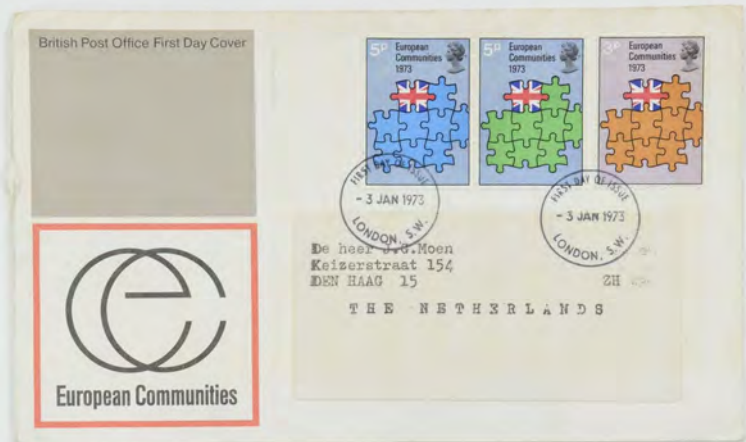 British Post Office First Day Cover
5P European Communities 1973
5P European Communities 1973
3P European Communities 1973
FIRST DAY OF ISSUE
- 3 JAN 1973
LONDON, S.W.
FIRST DAY OF ISSUE
- 3 JAN 1973
LONDON, S.W.
De heer J.G.Moen
Keizerstraat 154
DEN HAAG 15 ZH
THE NETHERLANDS
European Communities